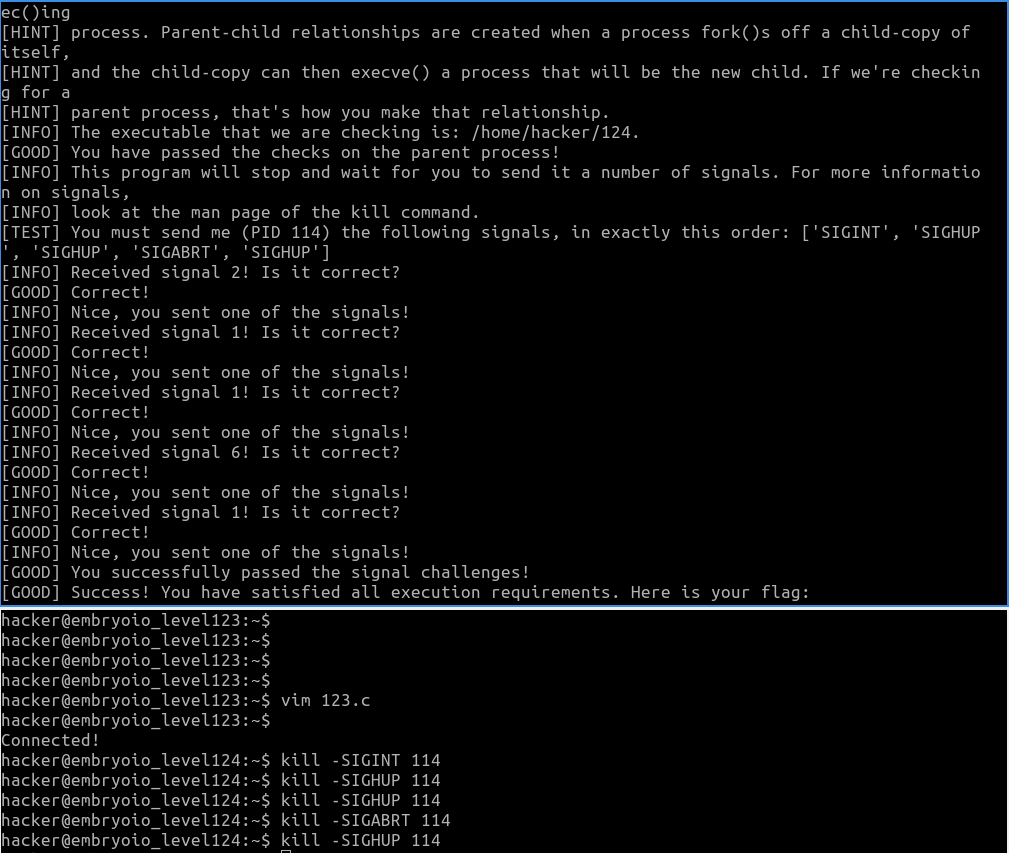 ec()ing
[HINT] process. Parent-child relationships are created when a process fork()s off a child-copy of
itself,
[HINT] and the child-copy can then execve() a process that will be the new child. If we're checkin
g for a
[HINT] parent process, that's how you make that relationship.
[INFO] The executable that we are checking is: /home/hacker/124.
[GOOD] You have passed the checks on the parent process!
[INFO] This program will stop and wait for you to send it a number of signals. For more informatio
n on signals,
[INFO] look at the man page of the kill command.
[TEST] You must send me (PID 114) the following signals, in exactly this order: ['SIGINT', 'SIGHUP
', 'SIGHUP', 'SIGABRT', 'SIGHUP']
[INFO] Received signal 2! Is it correct?
[GOOD] Correct!
[INFO] Nice, you sent one of the signals!
[INFO] Received signal 1! Is it correct?
[GOOD] Correct!
[INFO] Nice, you sent one of the signals!
[INFO] Received signal 1! Is it correct?
[GOOD] Correct!
[INFO] Nice, you sent one of the signals!
[INFO] Received signal 6! Is it correct?
[GOOD] Correct!
[INFO] Nice, you sent one of the signals!
[INFO] Received signal 1! Is it correct?
[GOOD] Correct!
[INFO] Nice, you sent one of the signals!
[GOOD] You successfully passed the signal challenges!
[GOOD] Success! You have satisfied all execution requirements. Here is your flag:
hacker@embryoio_level123:~$
hacker@embryoio_level123:~$
hacker@embryoio_level123:~$
hacker@embryoio_level123:~$
hacker@embryoio_level123:~$ vim 123.c
hacker@embryoio_level123:~$
Connected!
hacker@embryoio_level124:~$ kill -SIGINT 114
hacker@embryoio_level124:~$ kill -SIGHUP 114
hacker@embryoio_level124:~$ kill -SIGHUP 114
hacker@embryoio_level124:~$ kill -SIGABRT 114
hacker@embryoio_level124:~$ kill -SIGHUP 114